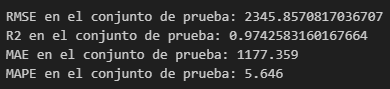 RMSE en el conjunto de prueba: 2345.8570817036707
R2 en el conjunto de prueba: 0.9742583160167664
MAE en el conjunto de prueba: 1177.359
MAPE en el conjunto de prueba: 5.646